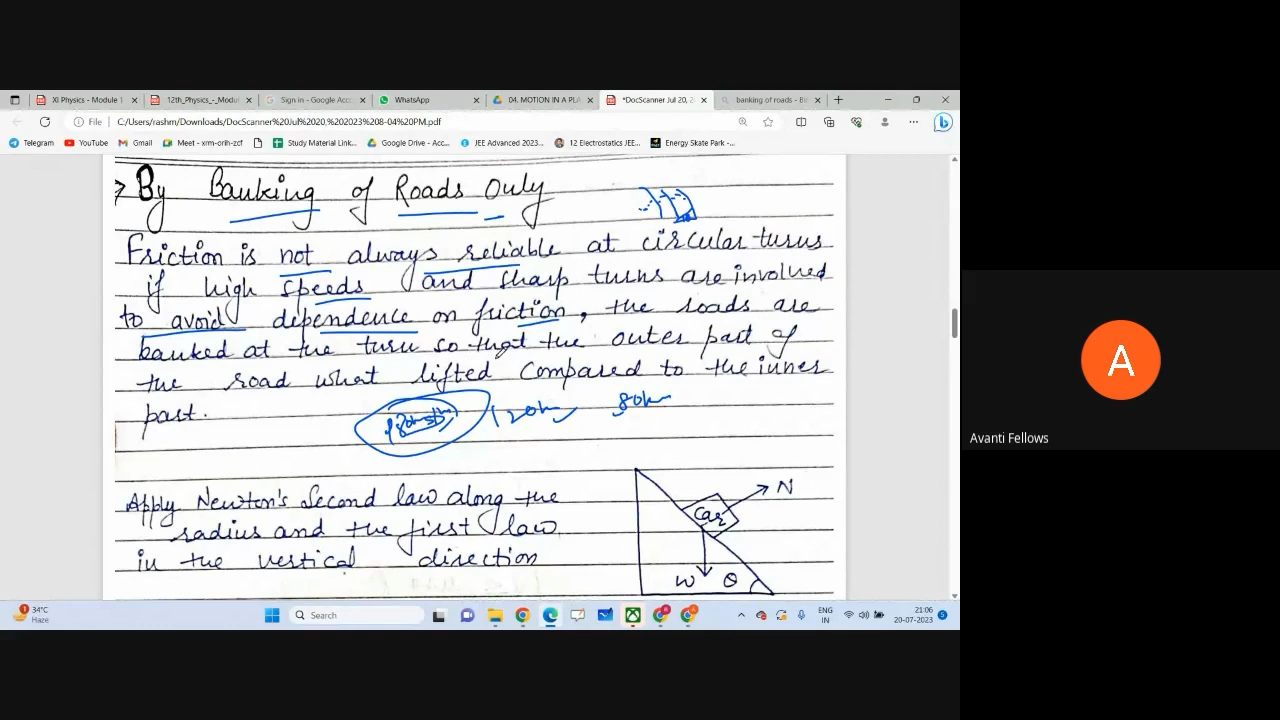 XI Physics - Module 1
12th_Physics_-_Modu
Sign in - Google Acc
WhatsApp
04. MOTION IN A PLA
*DocScanner Jul 20, 2
banking of roads - Bi
File
C:/Users/rashm/Downloads/DocScanner%20Jul%2020,%202023%208-04%20PM.pdf
Telegram
YouTube
Gmail
Meet - xrm-orih-zcf
Study Material Link...
Google Drive - Acc...
JEE Advanced 2023...
12 Electrostatics JEE...
Energy Skate Park -...
By Banking of Roads Only
Friction is not always reliable at circular turns
if high speeds and sharp turns are involved
to avoid dependence on friction, the roads are
banked at the turn so that the outer part of
the road what lifted compared to the inner
part.
120km 80km
Apply Newton's Second law along the
radius and the first law
in the vertical direction
N
Car
W θ
A
Avanti Fellows
1
34°C
Haze
Search
ENG
IN
21:06
20-07-2023
5